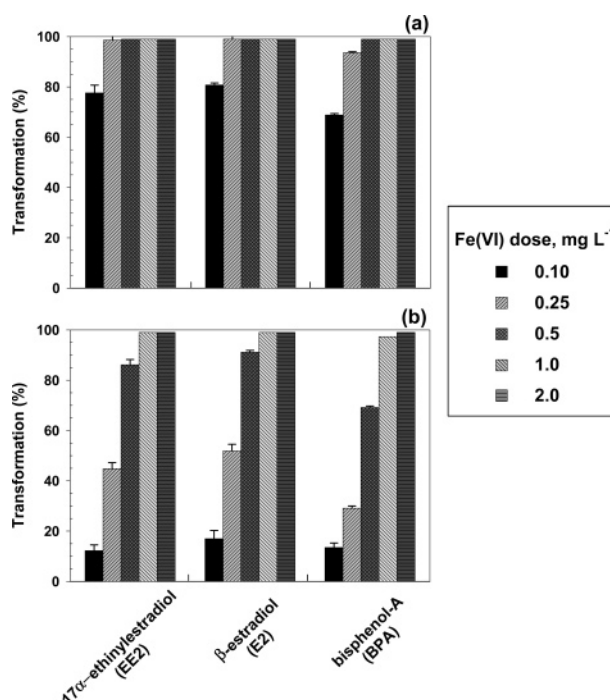 (a)
Transformation (%)
100
80
60
40
20
0
(b)
Transformation (%)
100
80
60
40
20
0
17α-ethinylestradiol
(EE2)
β-estradiol
(E2)
bisphenol-A
(BPA)
Fe(VI) dose, mg L⁻
0.10
0.25
0.5
1.0
2.0